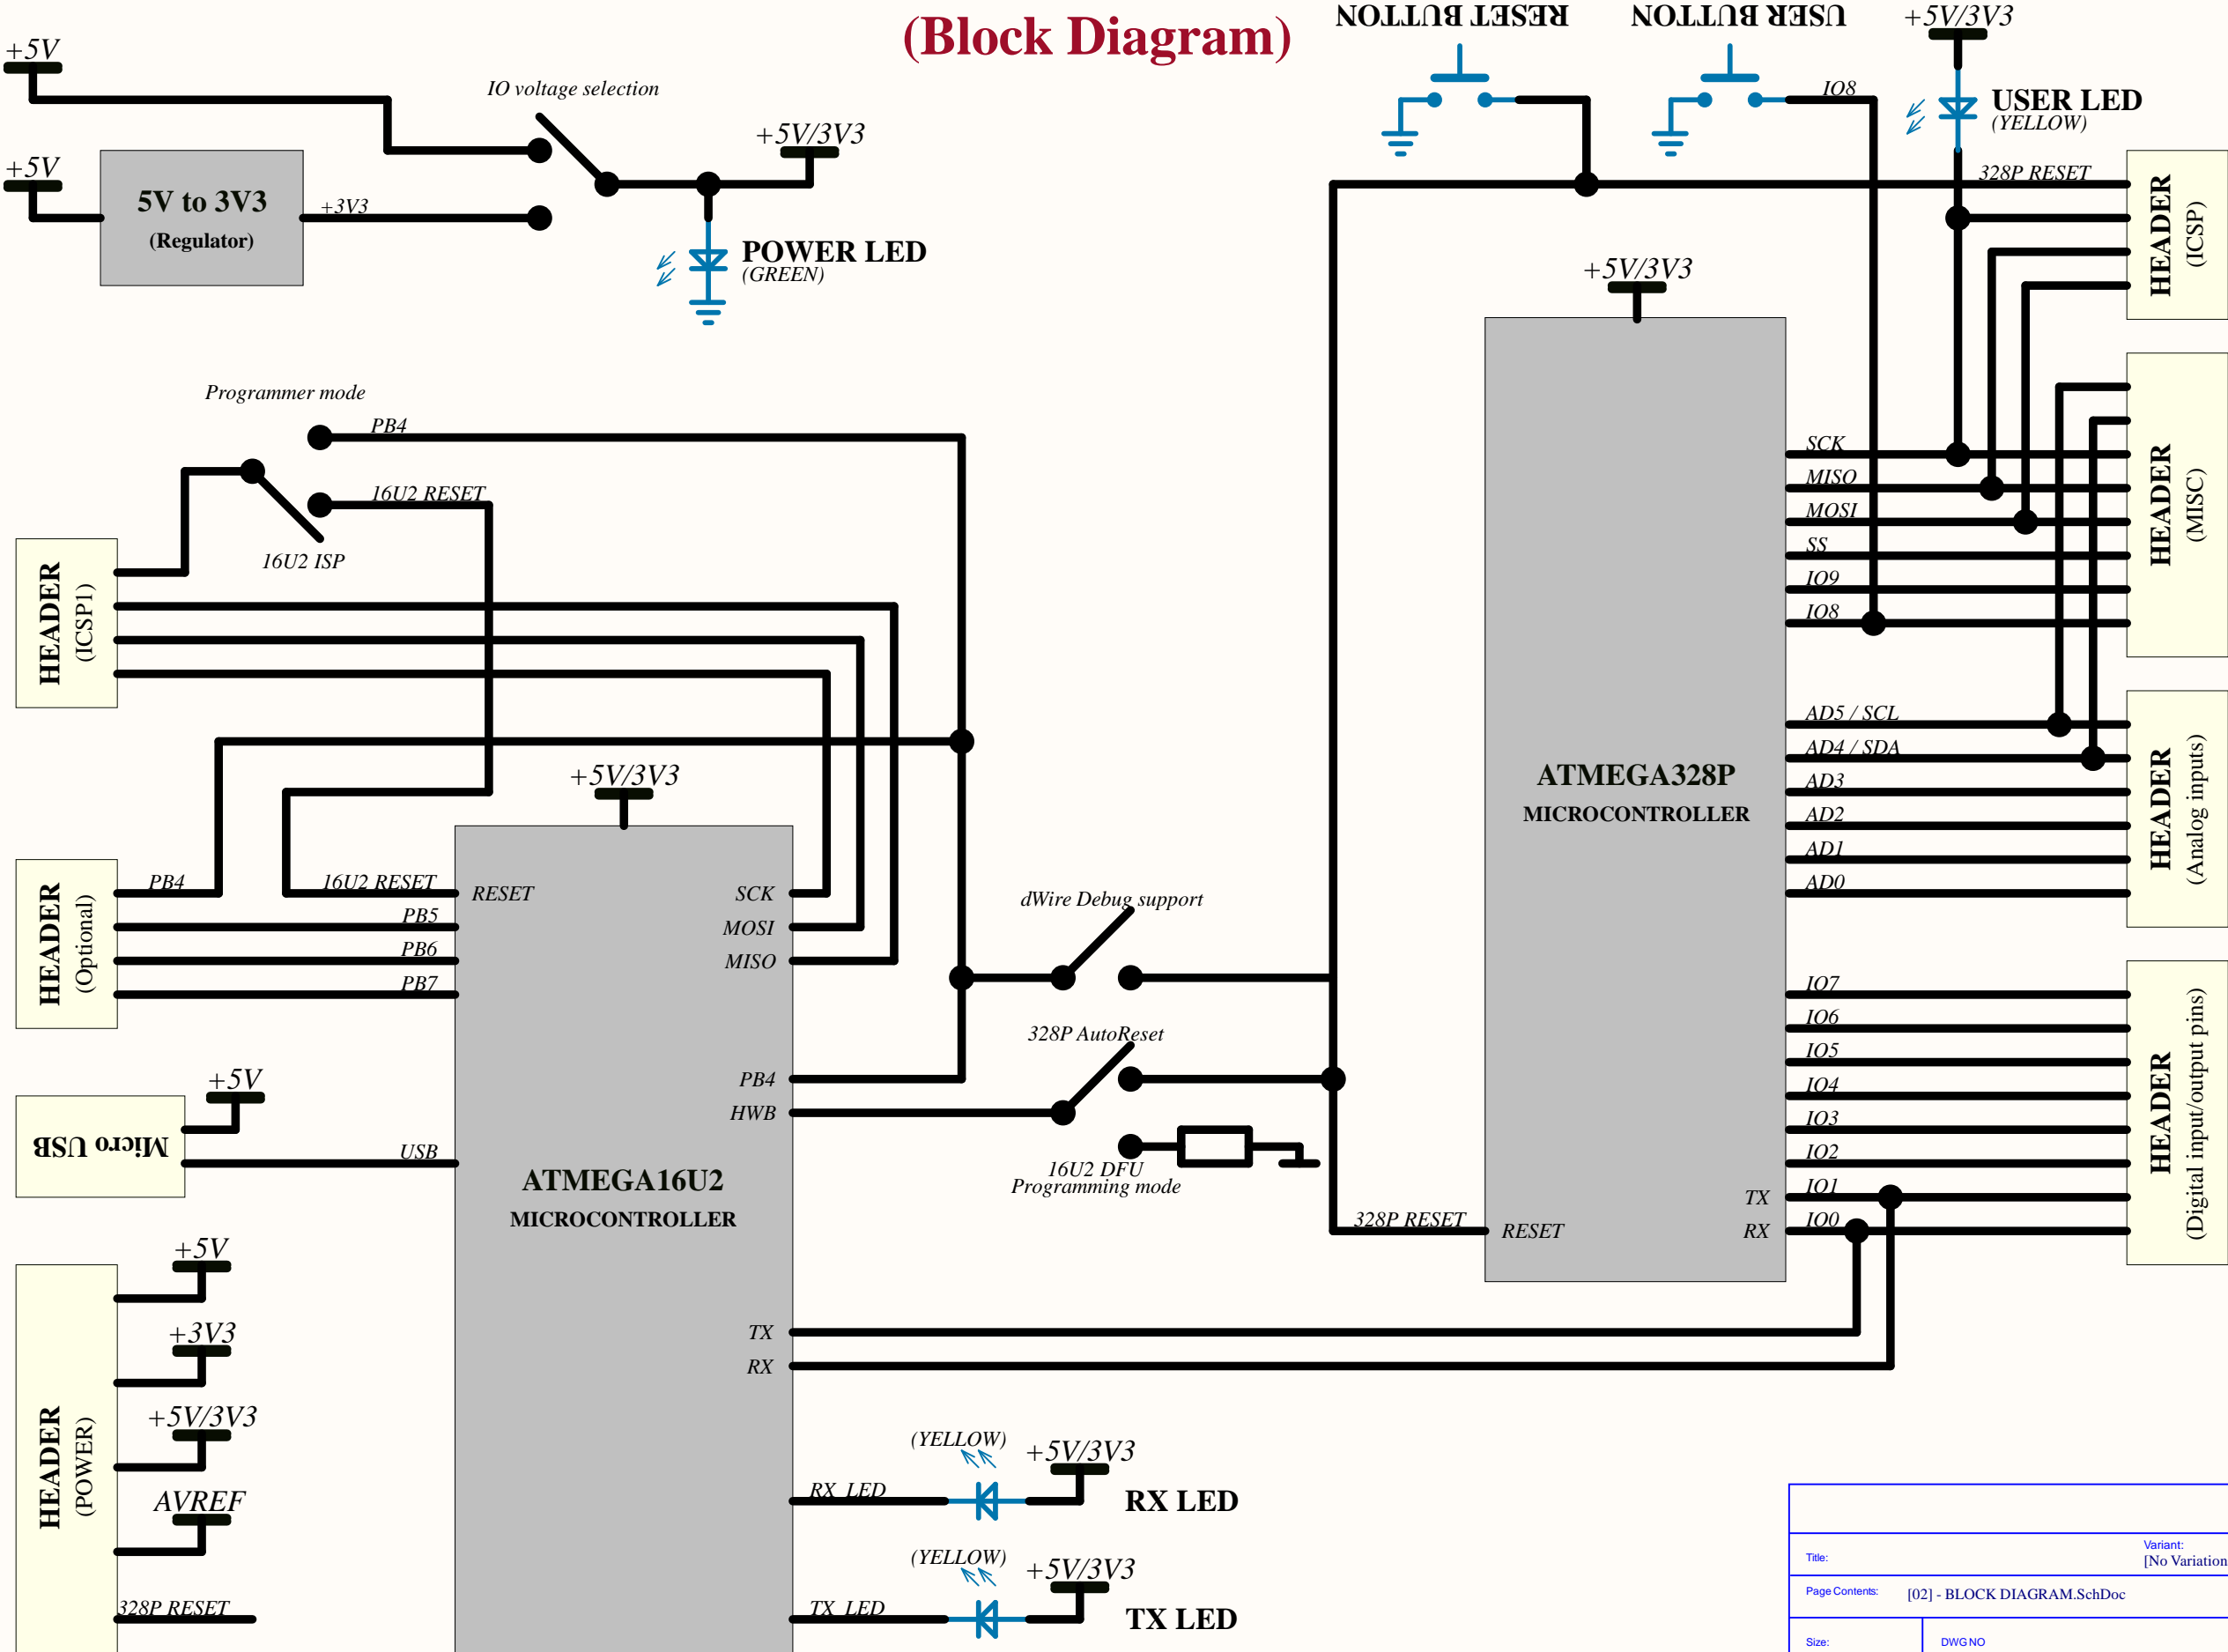 (Block Diagram)
RESET BUTTON
USER BUTTON
+5V/3V3
+5V
IO voltage selection
IO8
USER LED
(YELLOW)
+5V/3V3
+5V
5V to 3V3
(Regulator)
+3V3
328P RESET
HEADER
(ICSP)
POWER LED
(GREEN)
+5V/3V3
Programmer mode
PB4
16U2 RESET
16U2 ISP
HEADER
(ICSP1)
SCK
MISO
MOSI
SS
IO9
IO8
HEADER
(MISC)
AD5 / SCL
AD4 / SDA
AD3
AD2
AD1
AD0
HEADER
(Analog inputs)
ATMEGA328P
MICROCONTROLLER
+5V/3V3
HEADER
(Optional)
PB4
16U2 RESET
PB5
PB6
PB7
RESET
SCK
MOSI
MISO
dWire Debug support
328P AutoReset
PB4
HWB
16U2 DFU
Programming mode
IO7
IO6
IO5
IO4
IO3
IO2
IO1
IO0
TX
RX
HEADER
(Digital input/output pins)
328P RESET
RESET
+5V
Micro USB
USB
ATMEGA16U2
MICROCONTROLLER
+5V
+3V3
+5V/3V3
AVREF
328P RESET
HEADER
(POWER)
TX
RX
(YELLOW)
+5V/3V3
RX LED
RX LED
(YELLOW)
+5V/3V3
TX LED
TX LED
Title:
Variant:
[No Variation
Page Contents:
[02] - BLOCK DIAGRAM.SchDoc
Size:
DWG NO